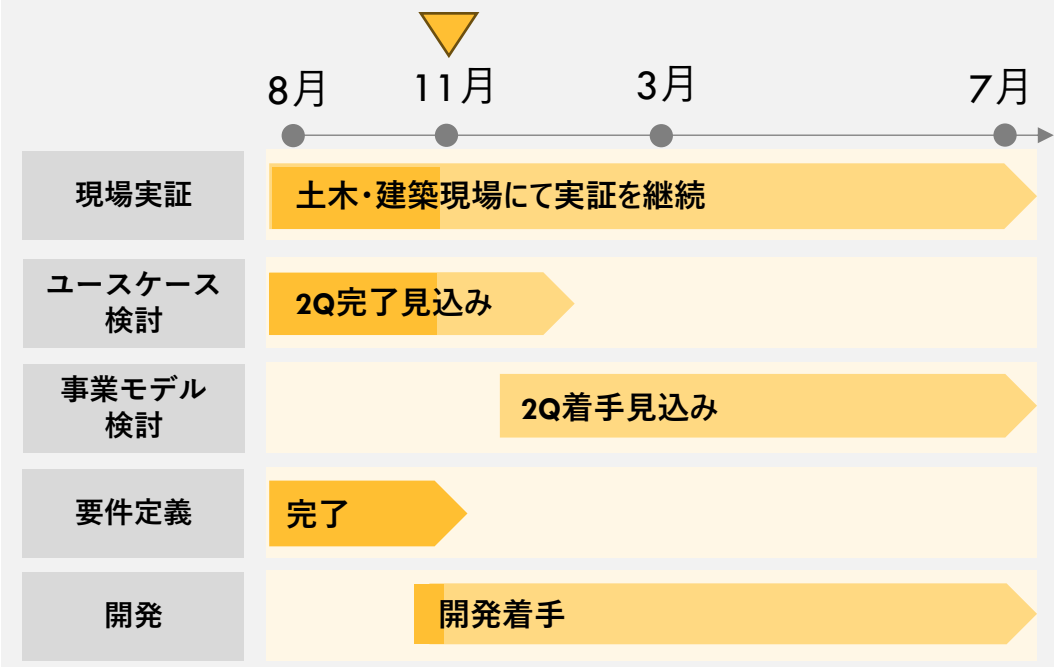 8月 11月 3月 7月
現場実証
土木・建築現場にて実証を継続
ユースケース
検討
2Q完了見込み
事業モデル
検討
2Q着手見込み
要件定義
完了
開発
開発着手